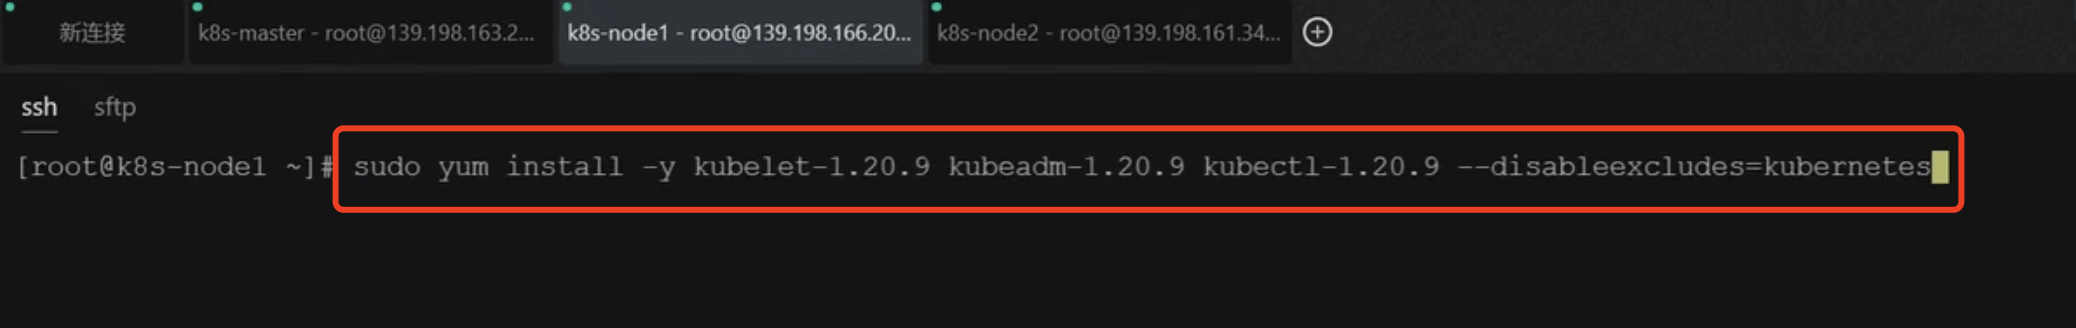 新连接
k8s-master - root@139.198.163.2...
k8s-node1 - root@139.198.166.20...
k8s-node2 - root@139.198.161.34...
ssh sftp
[root@k8s-node1 ~]# sudo yum install -y kubelet-1.20.9 kubeadm-1.20.9 kubectl-1.20.9 --disableexcludes=kubernetes